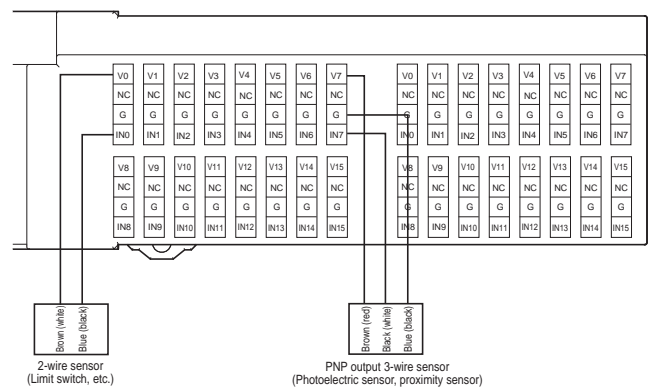 V0 V1 V2 V3 V4 V5 V6 V7 V0 V1 V2 V3 V4 V5 V6 V7
NC NC NC NC NC NC NC NC NC NC NC NC NC NC NC NC
G G G G G G G G G G G G G G G G
IN0 IN1 IN2 IN3 IN4 IN5 IN6 IN7 IN0 IN1 IN2 IN3 IN4 IN5 IN6 IN7
V8 V9 V10 V11 V12 V13 V14 V15 V8 V9 V10 V11 V12 V13 V14 V15
NC NC NC NC NC NC NC NC NC NC NC NC NC NC NC NC
G G G G G G G G G G G G G G G G
IN8 IN9 IN10 IN11 IN12 IN13 IN14 IN15 IN8 IN9 IN10 IN11 IN12 IN13 IN14 IN15
Brown (white)
Blue (black)
Brown (red)
Black (white)
Blue (black)
2-wire sensor
(Limit switch, etc.)
PNP output 3-wire sensor
(Photoelectric sensor, proximity sensor)